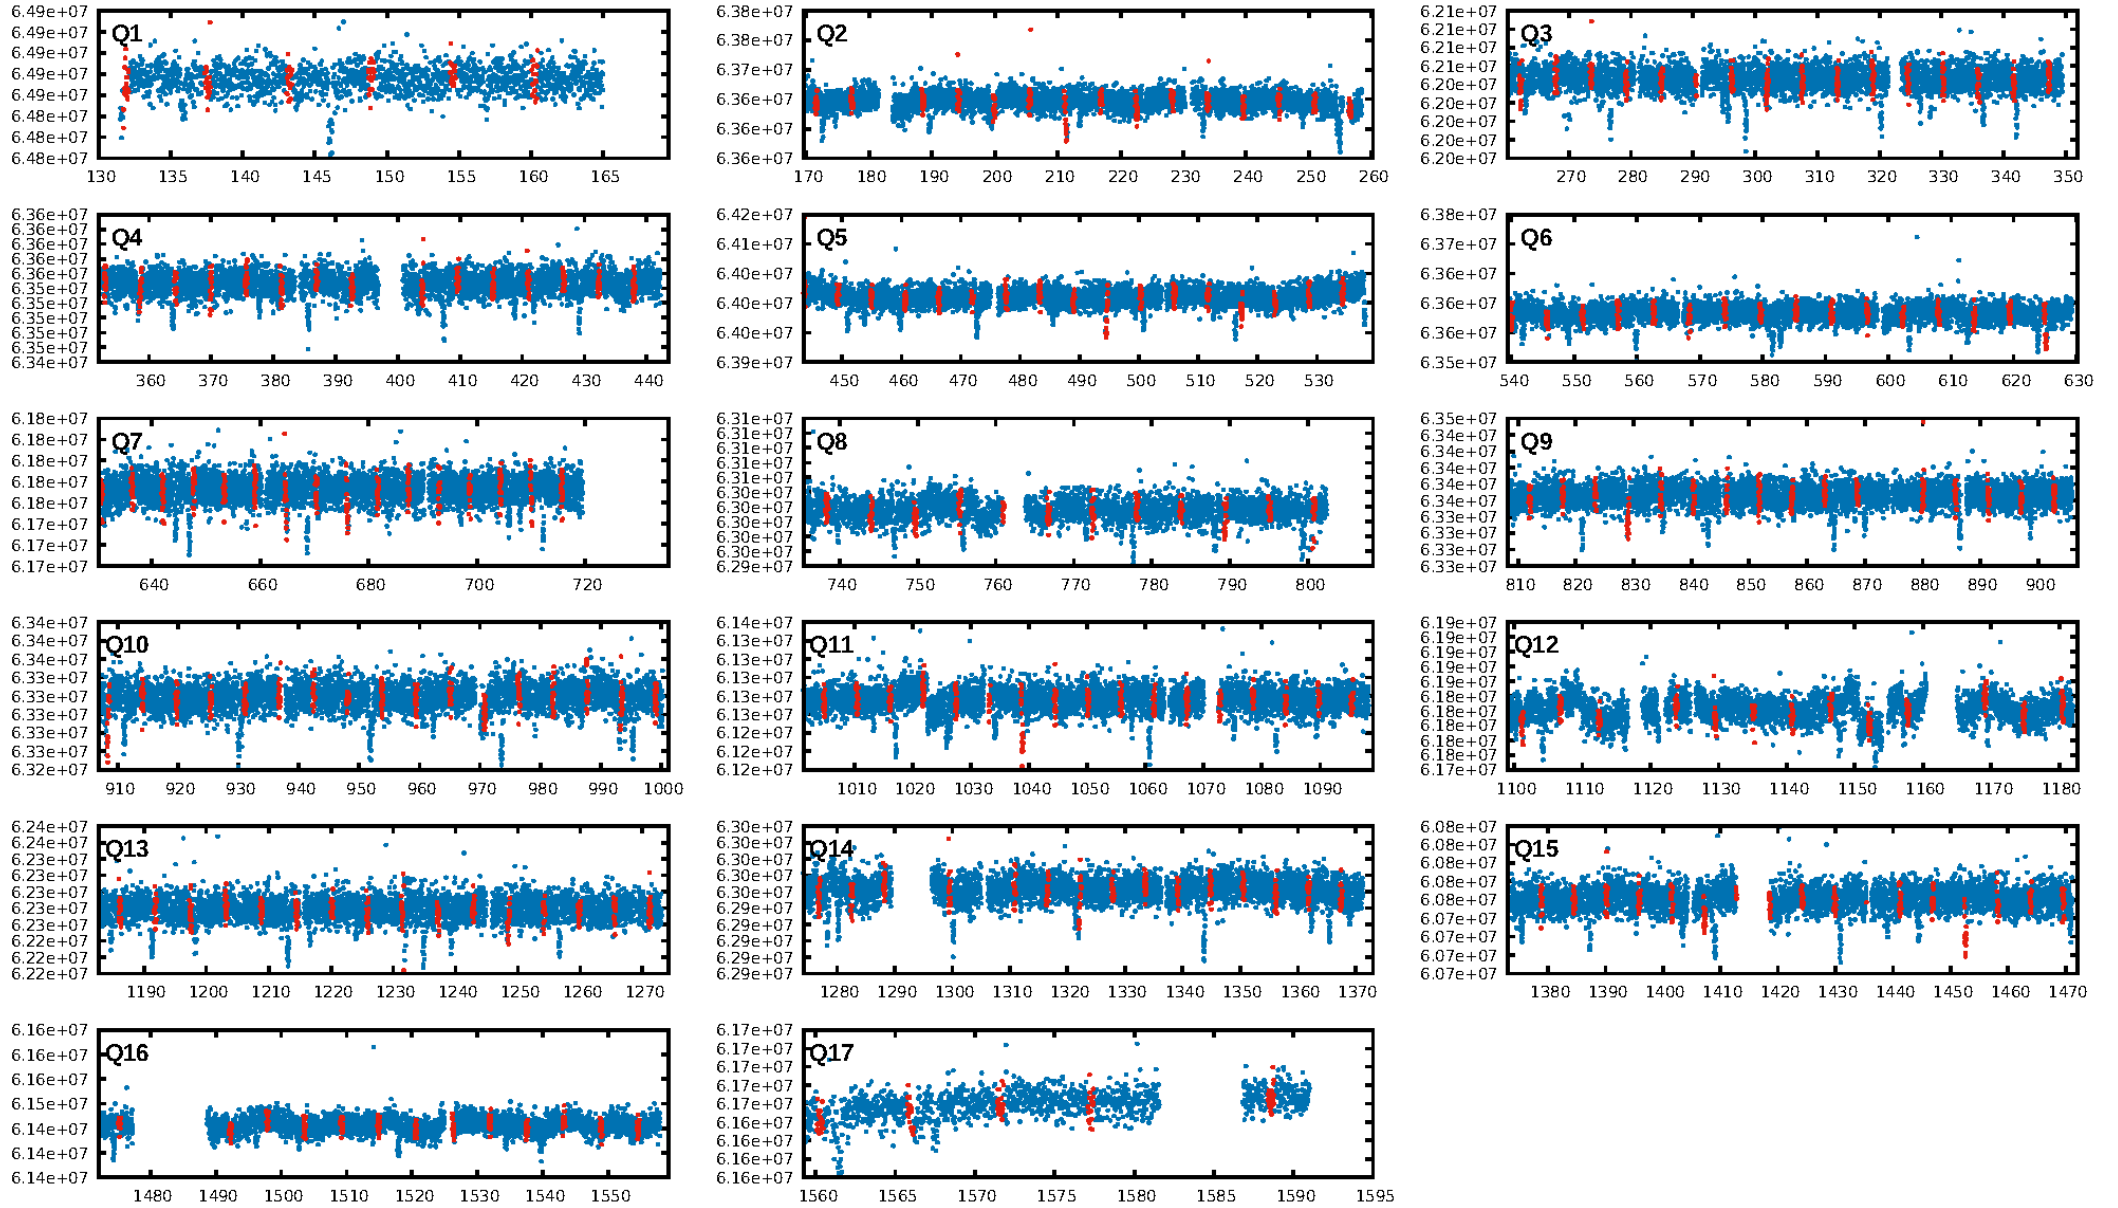 6.49e+07
6.49e+07
6.49e+07
6.49e+07
6.49e+07
6.48e+07
6.48e+07
6.48e+07
Q1
130 135 140 145 150 155 160 165
6.38e+07
6.38e+07
6.37e+07
6.36e+07
6.36e+07
6.36e+07
Q2
170 180 190 200 210 220 230 240 250 260
6.21e+07
6.21e+07
6.21e+07
6.21e+07
6.20e+07
6.20e+07
6.20e+07
6.20e+07
6.20e+07
Q3
270 280 290 300 310 320 330 340 350
6.36e+07
6.36e+07
6.36e+07
6.36e+07
6.36e+07
6.35e+07
6.35e+07
6.35e+07
6.35e+07
6.35e+07
6.34e+07
Q4
360 370 380 390 400 410 420 430 440
6.42e+07
6.41e+07
6.40e+07
6.40e+07
6.40e+07
6.39e+07
Q5
450 460 470 480 490 500 510 520 530
6.38e+07
6.37e+07
6.36e+07
6.36e+07
6.36e+07
6.35e+07
Q6
540 550 560 570 580 590 600 610 620 630
6.18e+07
6.18e+07
6.18e+07
6.18e+07
6.18e+07
6.17e+07
6.17e+07
6.17e+07
Q7
640 660 680 700 720
6.31e+07
6.31e+07
6.31e+07
6.31e+07
6.31e+07
6.30e+07
6.30e+07
6.30e+07
6.30e+07
6.30e+07
6.29e+07
Q8
740 750 760 770 780 790 800
6.35e+07
6.34e+07
6.34e+07
6.34e+07
6.34e+07
6.34e+07
6.33e+07
6.33e+07
6.33e+07
6.33e+07
Q9
810 820 830 840 850 860 870 880 890 900
6.34e+07
6.34e+07
6.34e+07
6.33e+07
6.33e+07
6.33e+07
6.33e+07
6.33e+07
6.32e+07
Q10
910 920 930 940 950 960 970 980 990 1000
6.14e+07
6.13e+07
6.13e+07
6.13e+07
6.13e+07
6.13e+07
6.12e+07
6.12e+07
6.12e+07
Q11
1010 1020 1030 1040 1050 1060 1070 1080 1090
6.19e+07
6.19e+07
6.19e+07
6.19e+07
6.19e+07
6.18e+07
6.18e+07
6.18e+07
6.18e+07
6.18e+07
6.17e+07
Q12
1100 1110 1120 1130 1140 1150 1160 1170 1180
6.24e+07
6.24e+07
6.23e+07
6.23e+07
6.23e+07
6.23e+07
6.23e+07
6.22e+07
6.22e+07
6.22e+07
Q13
1190 1200 1210 1220 1230 1240 1250 1260 1270
6.30e+07
6.30e+07
6.30e+07
6.30e+07
6.30e+07
6.29e+07
6.29e+07
6.29e+07
6.29e+07
6.29e+07
Q14
1280 1290 1300 1310 1320 1330 1340 1350 1360 1370
6.08e+07
6.08e+07
6.08e+07
6.08e+07
6.08e+07
6.07e+07
6.07e+07
6.07e+07
6.07e+07
Q15
1380 1390 1400 1410 1420 1430 1440 1450 1460 1470
6.16e+07
6.16e+07
6.16e+07
6.15e+07
6.14e+07
6.14e+07
6.14e+07
Q16
1480 1490 1500 1510 1520 1530 1540 1550
6.17e+07
6.17e+07
6.17e+07
6.17e+07
6.17e+07
6.16e+07
6.16e+07
6.16e+07
6.16e+07
Q17
1560 1565 1570 1575 1580 1585 1590 1595